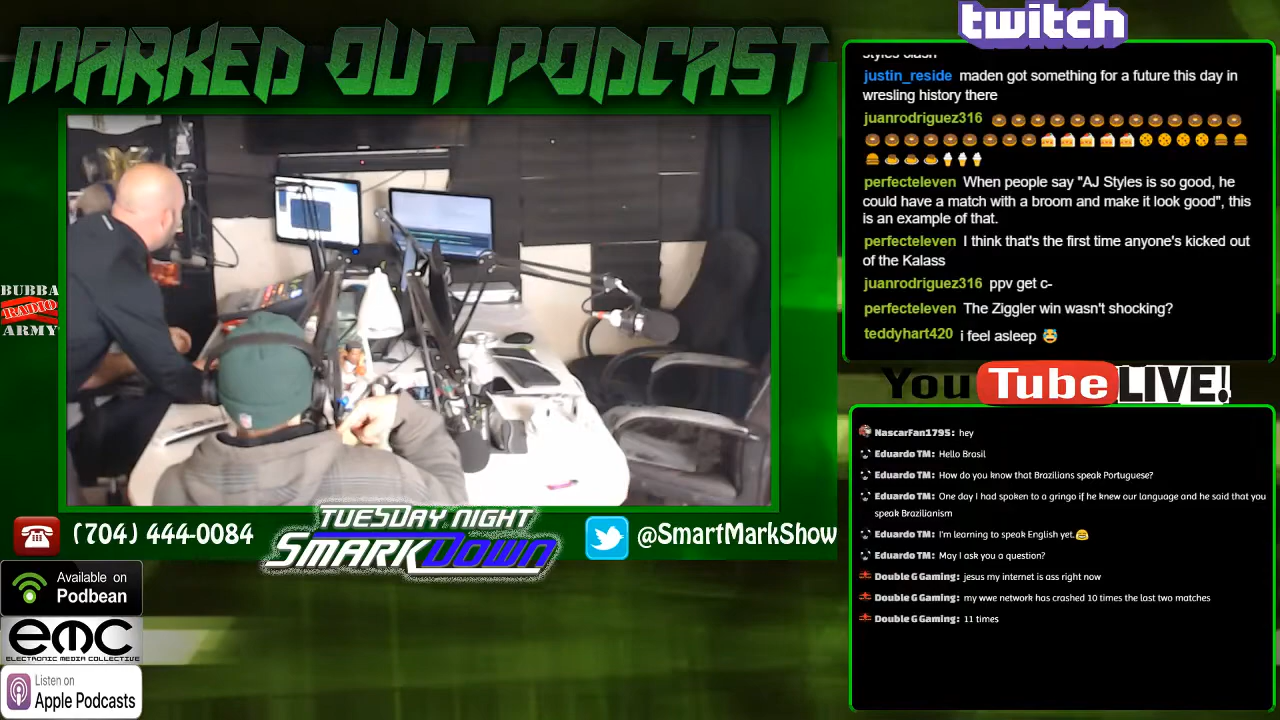 MARKED OUT PODCAST
twitch
justin_reside maden got something for a future this day in
wresling history there
juanrodriguez316
perfecteleven When people say "AJ Styles is so good, he
could have a match with a broom and make it look good", this
is an example of that.
perfecteleven I think that's the first time anyone's kicked out
of the Kalass
juanrodriguez316 ppv get c-
perfecteleven The Ziggler win wasn't shocking?
teddyhart420 i feel asleep 😅
BUBBA
RADIO
ARMY
You Tube LIVE!
NascarFan1795: hey
Eduardo TM: Hello Brasil
Eduardo TM: How do you know that Brazilians speak Portuguese?
Eduardo TM: One day I had spoken to a gringo if he knew our language and he said that you
speak Brazilianism
Eduardo TM: I'm learning to speak English yet.😄
Eduardo TM: May I ask you a question?
Double G Gaming: jesus my internet is ass right now
Double G Gaming: my wwe network has crashed 10 times the last two matches
Double G Gaming: 11 times
(704) 444-0084
TUESDAY NIGHT
SMARKDOWN
@SmartMarkShow
Available on
Podbean
emc
ELECTRONIC MEDIA COLLECTIVE
Listen on
Apple Podcasts